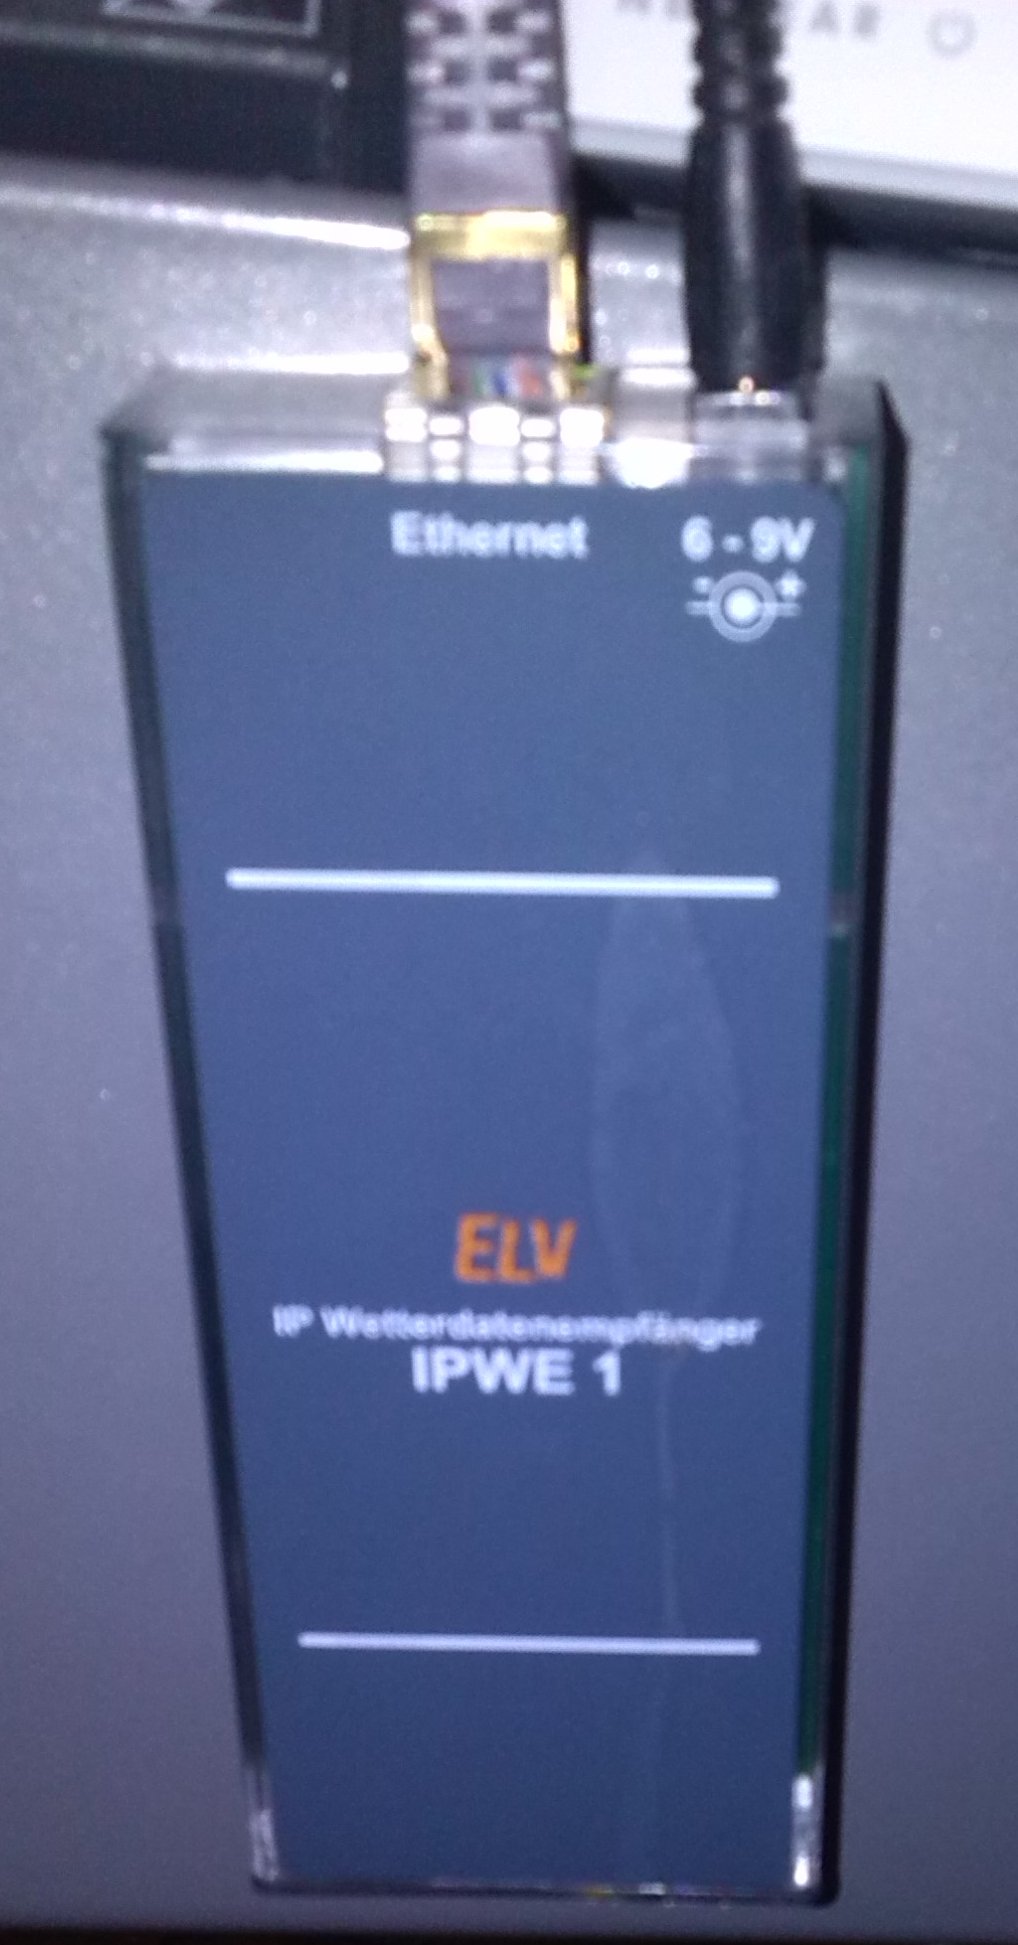 Ethernet
6 - 9V
- +
ELV
IP Wetterdatenempfänger
IPWE 1